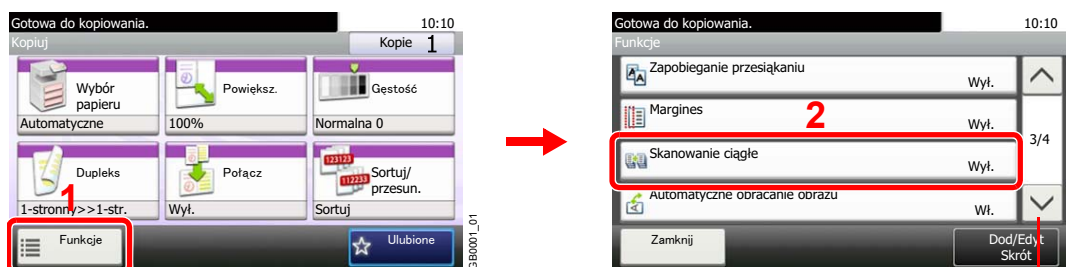 Gotowa do kopiowania.
10:10
Kopiuj
Kopie 1
Wybór
papieru
Automatyczne
Powiększ.
100%
Gęstość
Normalna 0
Dupleks
1-stronny>>1-str.
1
Połącz
Wył.
123123
112233
Sortuj/
przesun.
Sortuj
Funkcje
Ulubione
GB0001_01
Gotowa do kopiowania.
10:10
Funkcje
Zapobieganie przesiąkaniu
Wył.
Margines
Wył.
2
Skanowanie ciągłe
Wył.
3/4
Automatyczne obracanie obrazu
Wł.
Zamknij
Dod/Edyt
Skrót